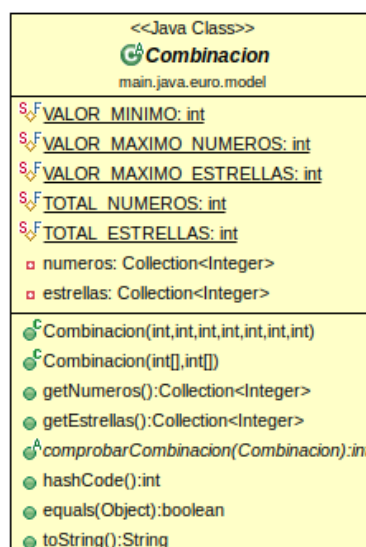 <<Java Class>>
Combinacion
main.java.euro.model
VALOR_MINIMO: int
VALOR_MAXIMO_NUMEROS: int
VALOR_MAXIMO_ESTRELLAS: int
TOTAL_NUMEROS: int
TOTAL_ESTRELLAS: int
numeros: Collection<Integer>
estrellas: Collection<Integer>
Combinacion(int,int,int,int,int,int,int)
Combinacion(int[],int[])
getNumeros():Collection<Integer>
getEstrellas():Collection<Integer>
comprobarCombinacion(Combinacion):int
hashCode():int
equals(Object):boolean
toString():String